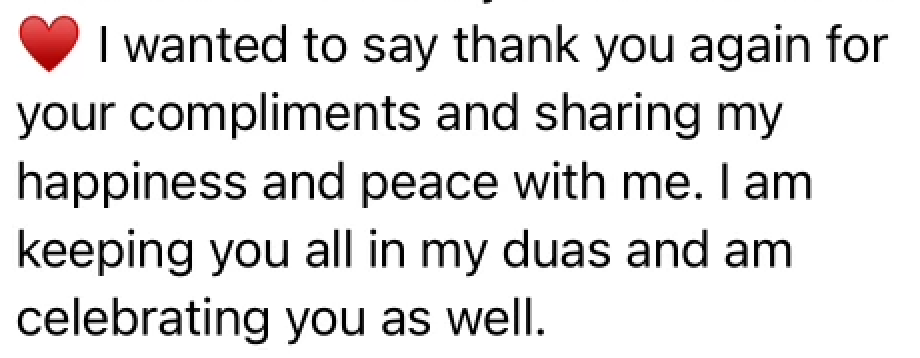 ❤️ I wanted to say thank you again for
your compliments and sharing my
happiness and peace with me. I am
keeping you all in my duas and am
celebrating you as well.